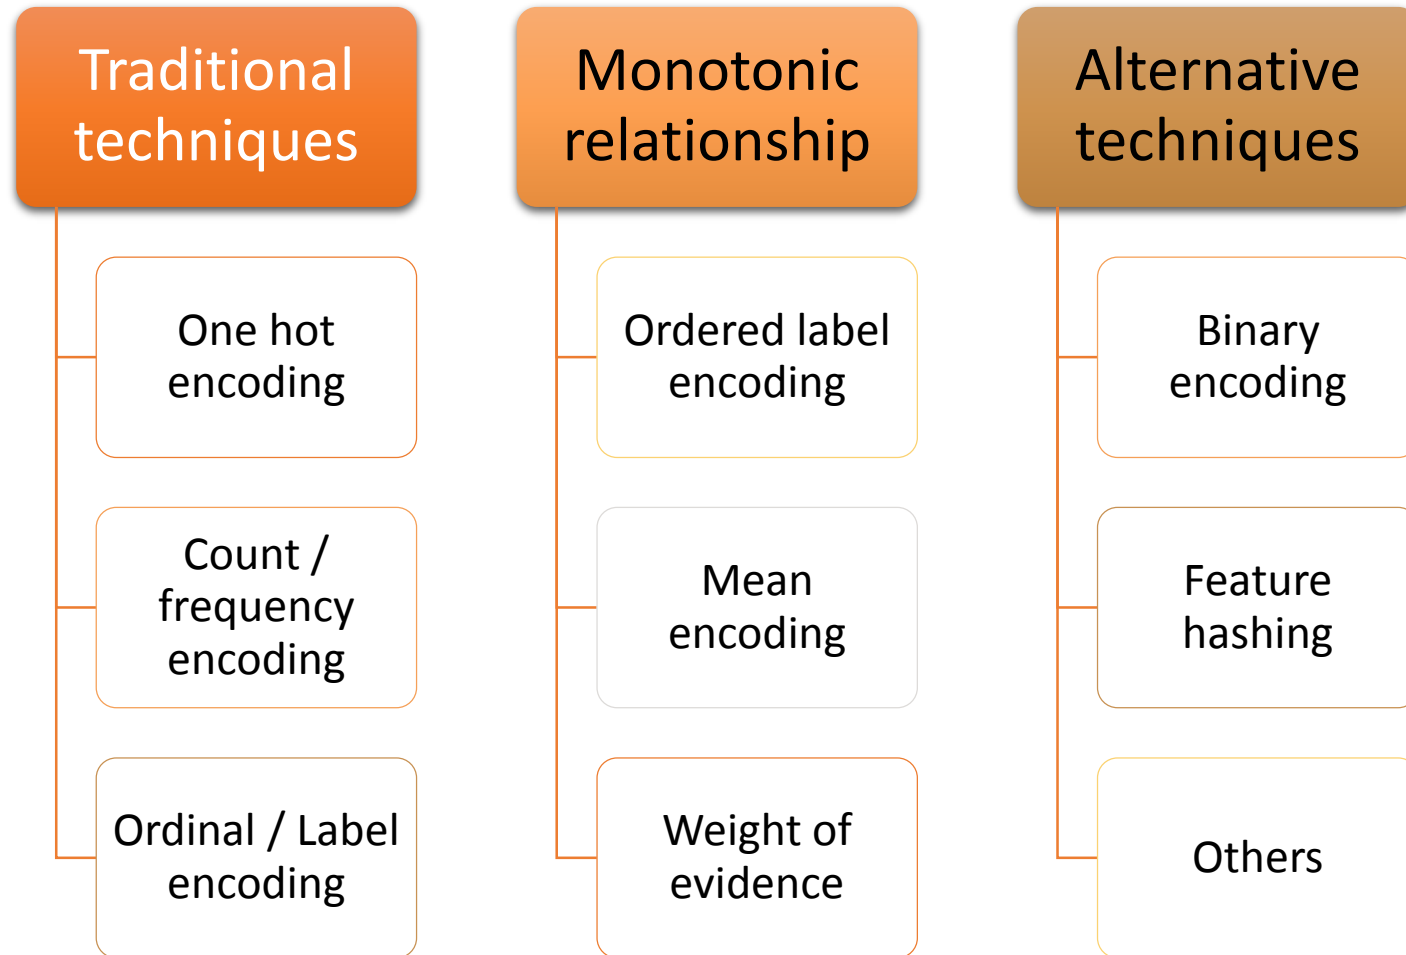 Traditional
techniques
One hot
encoding
Count /
frequency
encoding
Ordinal / Label
encoding
Monotonic
relationship
Ordered label
encoding
Mean
encoding
Weight of
evidence
Alternative
techniques
Binary
encoding
Feature
hashing
Others